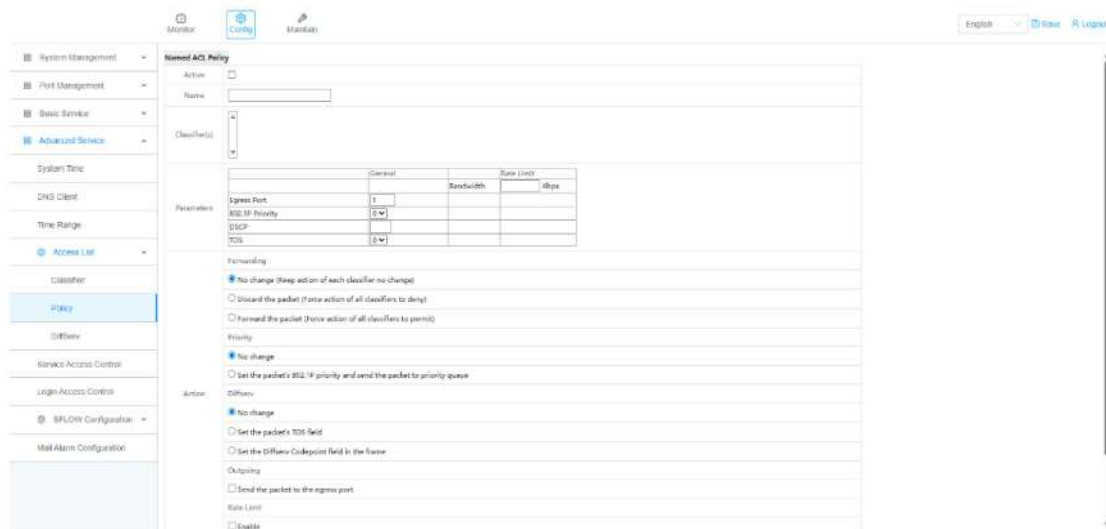 Monitor
Config
Maintain
English
Save
Logout
System Management
Port Management
Basic Service
Advanced Service
System Time
DNS Client
Time Range
Access List
Classifier
Policy
DiffServ
Service Access Control
Login Access Control
SFLOW Configuration
Mail Alarm Configuration
Named ACL Policy
Active
Name
Classifier(s)
Parameters
General
Rate Limit
Bandwidth
Kbps
Egress Port 1
802.1P Priority 0
DSCP
TOS 0
Action
Forwarding
No change (Keep action of each classifier no change)
Discard the packet (Force action of all classifiers to deny)
Forward the packet (Force action of all classifiers to permit)
Priority
No change
Set the packet's 802.1P priority and send the packet to priority queue
Diffserv
No change
Set the packet's TOS field
Set the Diffserv Codepoint field in the frame
Outgoing
Send the packet to the egress port
Rate Limit
Enable